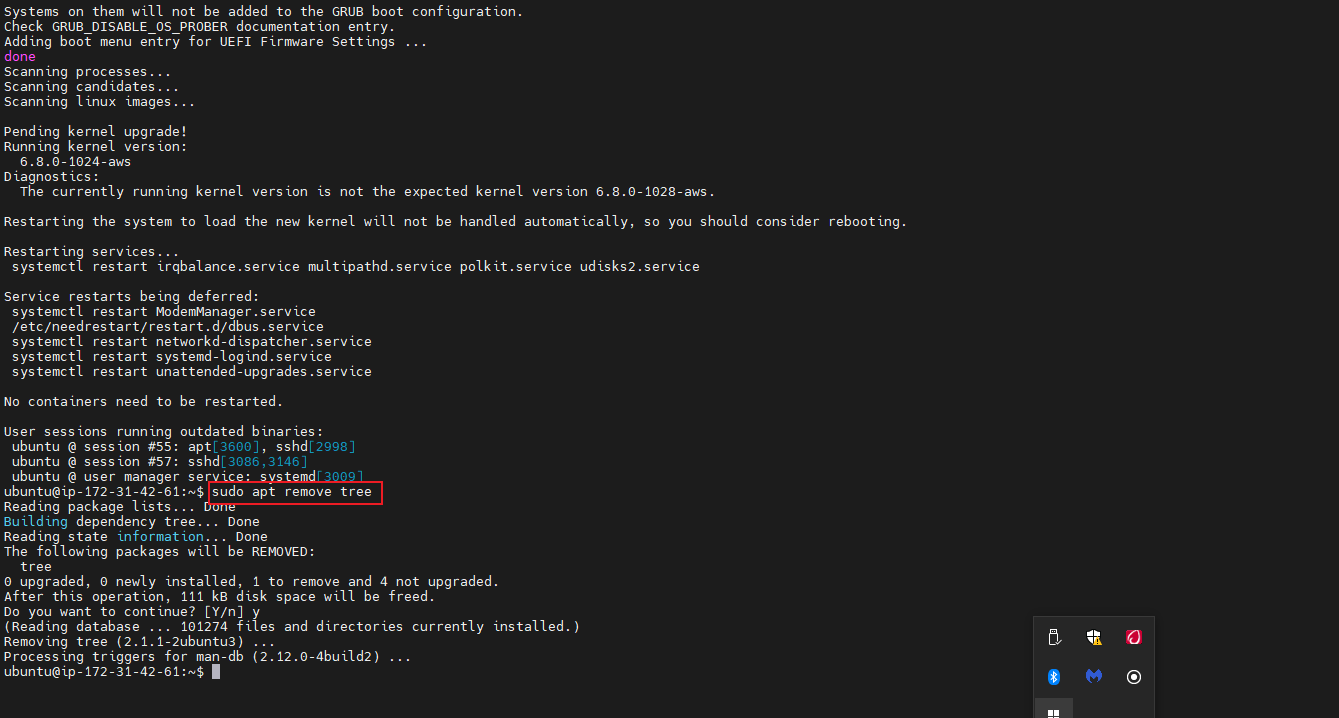 Systems on them will not be added to the GRUB boot configuration.
Check GRUB_DISABLE_OS_PROBER documentation entry.
Adding boot menu entry for UEFI Firmware Settings ...
done
Scanning processes...
Scanning candidates...
Scanning linux images...
Pending kernel upgrade!
Running kernel version:
  6.8.0-1024-aws
Diagnostics:
  The currently running kernel version is not the expected kernel version 6.8.0-1028-aws.
Restarting the system to load the new kernel will not be handled automatically, so you should consider rebooting.
Restarting services...
 systemctl restart irqbalance.service multipathd.service polkit.service udisks2.service
Service restarts being deferred:
 systemctl restart ModemManager.service
 /etc/needrestart/restart.d/dbus.service
 systemctl restart networkd-dispatcher.service
 systemctl restart systemd-logind.service
 systemctl restart unattended-upgrades.service
No containers need to be restarted.
User sessions running outdated binaries:
 ubuntu @ session #55: apt[3600], sshd[2998]
 ubuntu @ session #57: sshd[3086,3146]
 ubuntu @ user manager service: systemd[3009]
ubuntu@ip-172-31-42-61:~$ sudo apt remove tree
Reading package lists... Done
Building dependency tree... Done
Reading state information... Done
The following packages will be REMOVED:
  tree
0 upgraded, 0 newly installed, 1 to remove and 4 not upgraded.
After this operation, 111 kB disk space will be freed.
Do you want to continue? [Y/n] y
(Reading database ... 101274 files and directories currently installed.)
Removing tree (2.1.1-2ubuntu3) ...
Processing triggers for man-db (2.12.0-4build2) ...
ubuntu@ip-172-31-42-61:~$